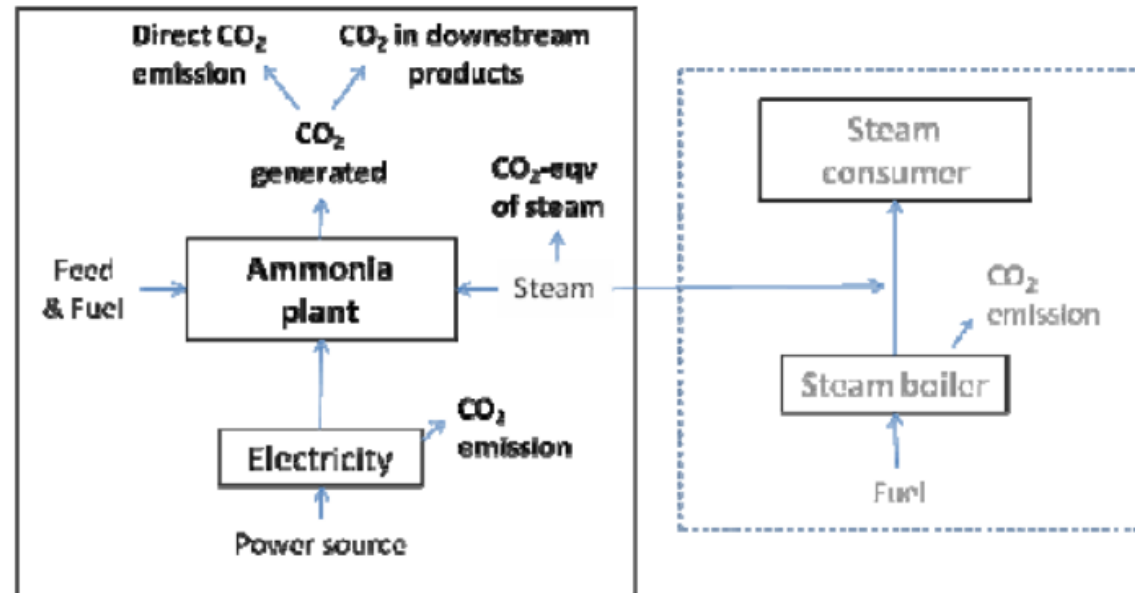 Direct CO₂
emission
CO₂ in downstream
products
CO₂
generated
CO₂-eqv
of steam
Feed
& Fuel
Ammonia
plant
Steam
Electricity
CO₂
emission
Power source
Steam
consumer
CO₂
emission
Steam boiler
Fuel